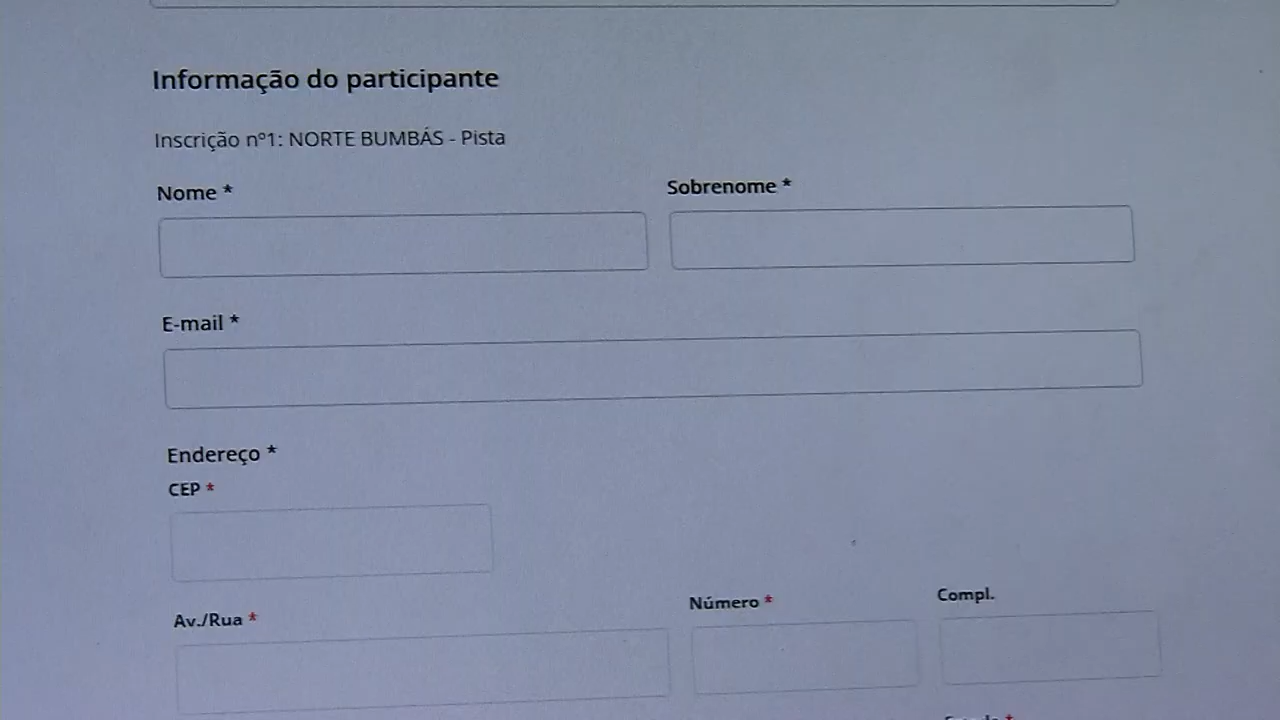 Informação do participante
Inscrição nº1: NORTE BUMBÁS - Pista
Nome *
Sobrenome *
E-mail *
Endereço *
CEP *
Av./Rua *
Número *
Compl.